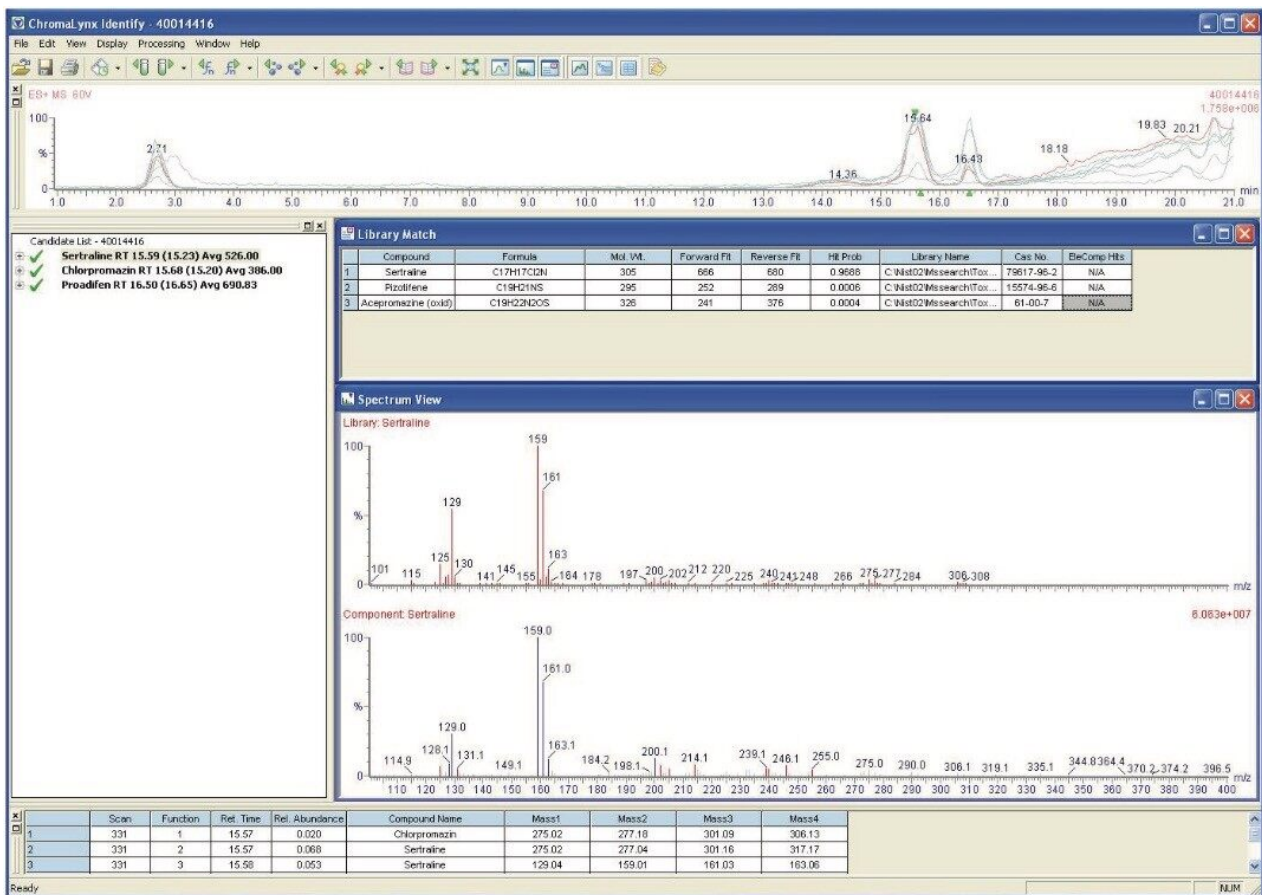 ChromaLynx Identify - 40014416
File Edit View Display Processing Window Help
ES+ MS 60V
40014416
1.758e+006
100
%
0
2.71
14.36
15.64
16.43
18.18
19.83
20.21
1.0 2.0 3.0 4.0 5.0 6.0 7.0 8.0 9.0 10.0 11.0 12.0 13.0 14.0 15.0 16.0 17.0 18.0 19.0 20.0 21.0 min
Candidate List - 40014416
Sertraline RT 15.59 (15.23) Avg 526.00
Chlorpromazin RT 15.68 (15.20) Avg 386.00
Proadifen RT 16.50 (16.65) Avg 690.83
Library Match
Compound Formula Mol. Wt. Forward Fit Reverse Fit Hit Prob Library Name Cas No. EleComp Hits
1 Sertraline C17H17Cl2N 305 666 680 0.9688 C:\Nist02\Mssearch\Tox... 79617-96-2 N/A
2 Pizotifene C19H21NS 295 252 289 0.0006 C:\Nist02\Mssearch\Tox... 15574-96-6 N/A
3 Acepromazine (oxid) C19H22N2OS 326 241 376 0.0004 C:\Nist02\Mssearch\Tox... 61-00-7 N/A
Spectrum View
Library: Sertraline
100
%
0
101 115 125 129 130 141 145 155 159 161 163 164 178 197 200 202 212 220 225 240 241 248 266 275 277 284 306 308
m/z
Component: Sertraline
6.063e+007
100
%
0
114.9 128.1 129.0 131.1 149.1 159.0 161.0 163.1 184.2 198.1 200.1 214.1 239.1 246.1 255.0 275.0 290.0 306.1 319.1 335.1 344.8 364.4 370.2 374.2 396.5
m/z
110 120 130 140 150 160 170 180 190 200 210 220 230 240 250 260 270 280 290 300 310 320 330 340 350 360 370 380 390 400
Scan Function Ret. Time Rel. Abundance Compound Name Mass1 Mass2 Mass3 Mass4
1 331 1 15.57 0.020 Chlorpromazin 275.02 277.18 301.09 306.13
2 331 2 15.57 0.068 Sertraline 275.02 277.04 301.16 317.17
3 331 3 15.58 0.053 Sertraline 129.04 159.01 161.03 163.06
Ready
NUM